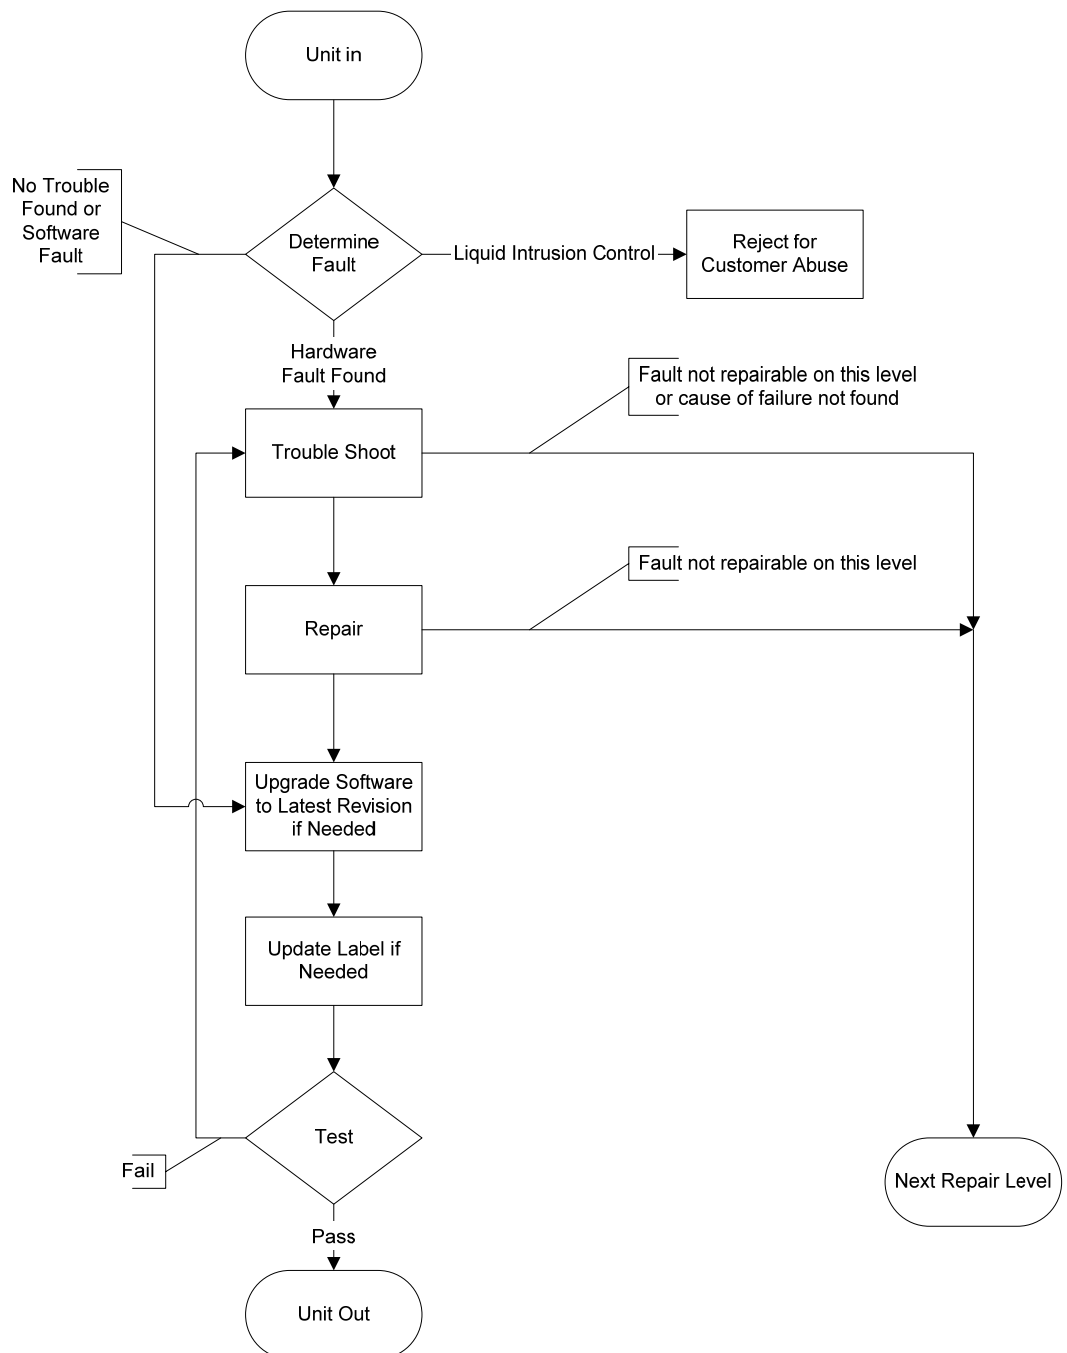 Unit in
No Trouble
Found or
Software
Fault
Determine
Fault
Liquid Intrusion Control
Reject for
Customer Abuse
Hardware
Fault Found
Fault not repairable on this level
or cause of failure not found
Trouble Shoot
Fault not repairable on this level
Repair
Upgrade Software
to Latest Revision
if Needed
Update Label if
Needed
Test
Fail
Next Repair Level
Pass
Unit Out